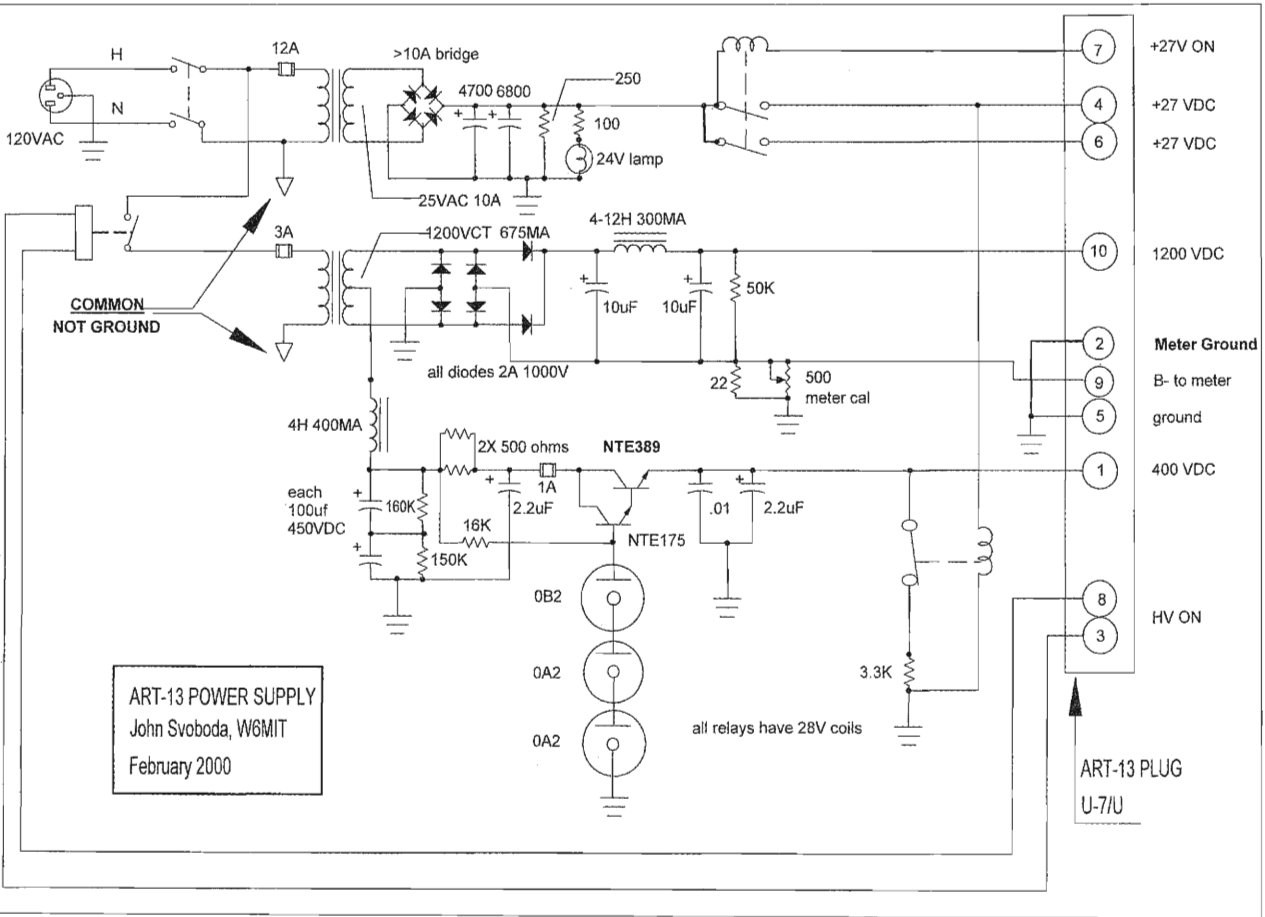 H
12A
>10A bridge
250
7
+27V ON
N
4700 6800
+ +
100
4
+27 VDC
120VAC
24V lamp
6
+27 VDC
25VAC 10A
3A
1200VCT 675MA
4-12H 300MA
10
1200 VDC
COMMON
NOT GROUND
+
10uF
+
10uF
50K
all diodes 2A 1000V
22
500
meter cal
2
Meter Ground
9
B- to meter
5
ground
4H 400MA
2X 500 ohms
NTE389
1
400 VDC
each
100uf
450VDC
+
+
160K
150K
16K
+
2.2uF
1A
NTE175
.01
+
2.2uF
0B2
8
HV ON
3
0A2
3.3K
0A2
all relays have 28V coils
ART-13 POWER SUPPLY
John Svoboda, W6MIT
February 2000
ART-13 PLUG
U-7/U